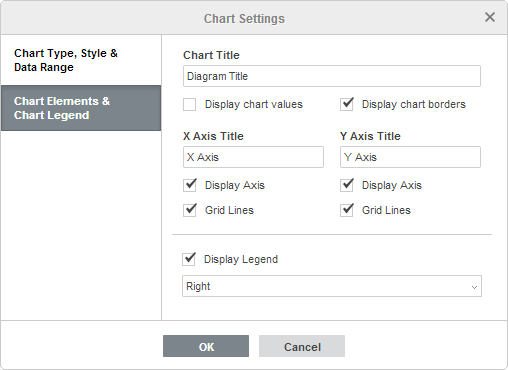 Chart Settings
Chart Type, Style &
Data Range
Chart Elements &
Chart Legend
Chart Title
Diagram Title
Display chart values
Display chart borders
X Axis Title
Y Axis Title
X Axis
Y Axis
Display Axis
Display Axis
Grid Lines
Grid Lines
Display Legend
Right
OK
Cancel